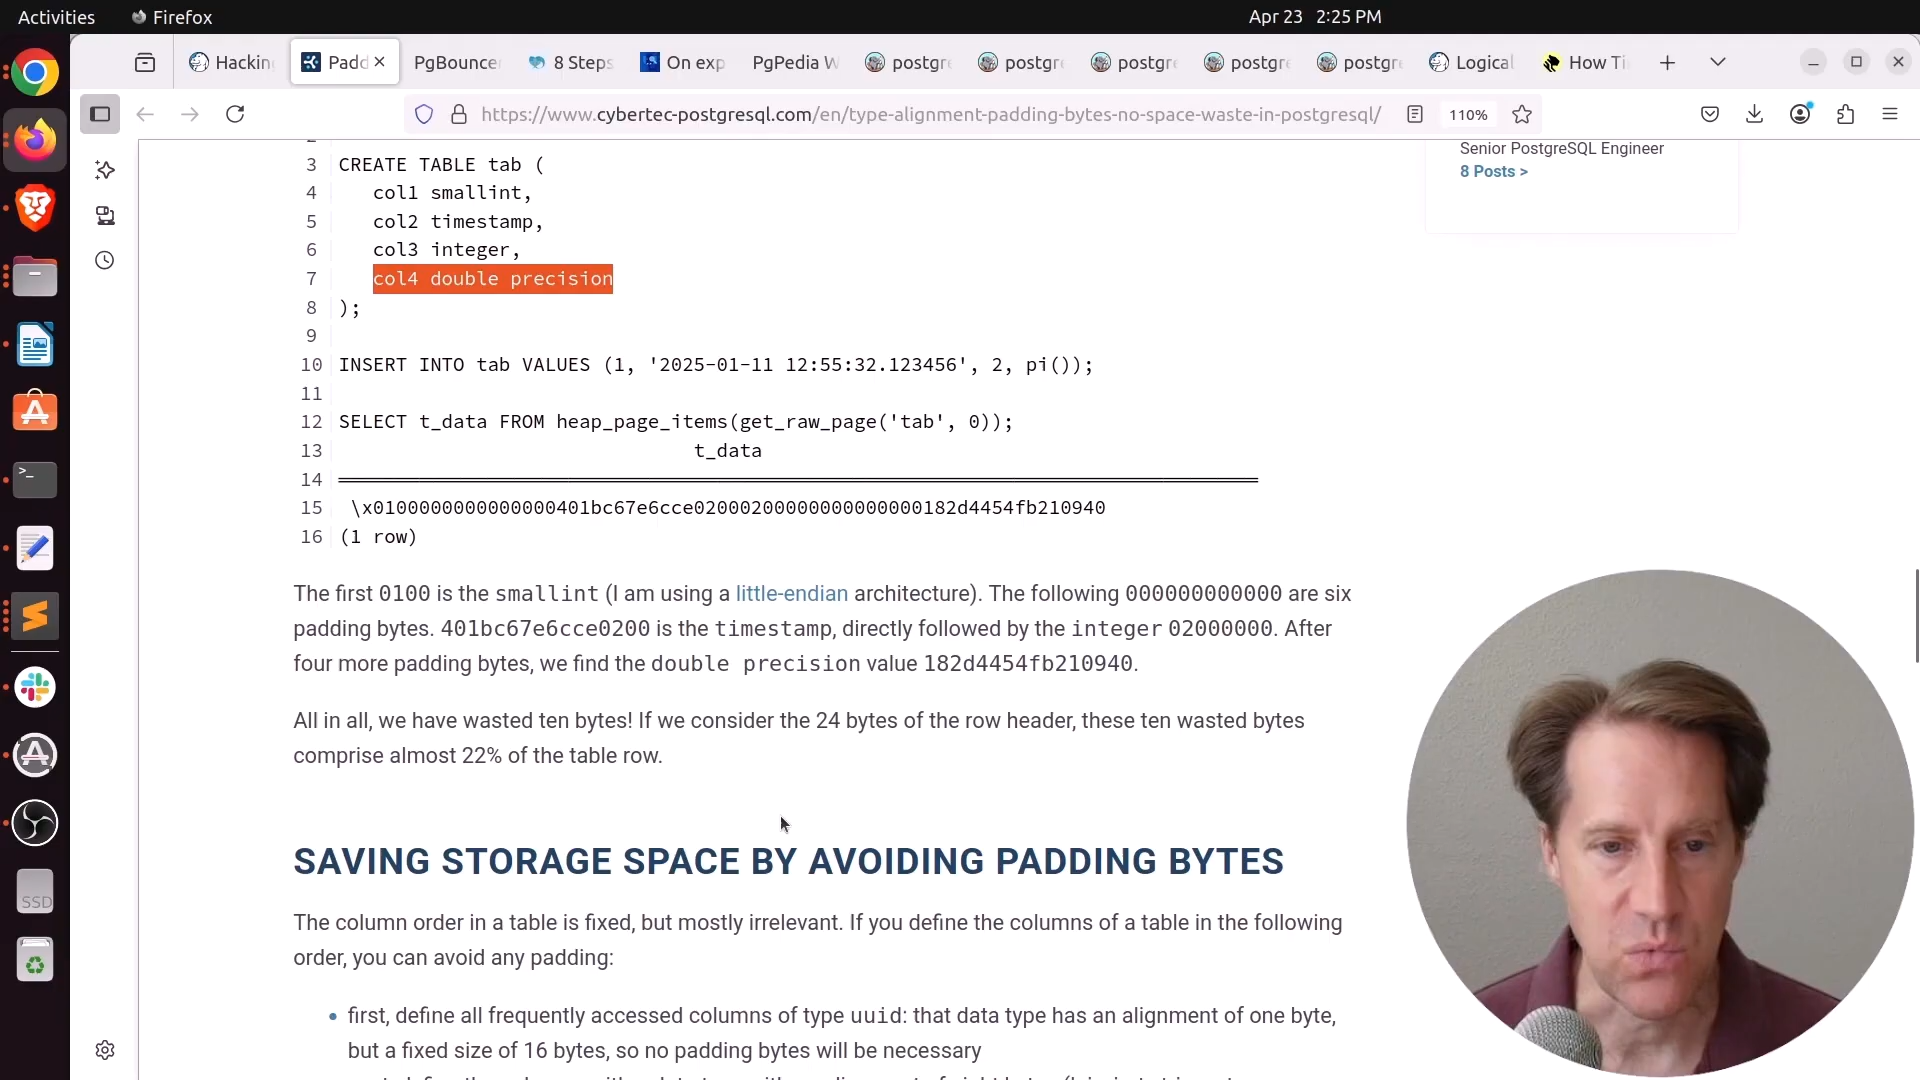 Activities
Firefox
Apr 23 2:25 PM
Hacking
Padd
PgBouncer
8 Steps
On exp
PgPedia W
postgre
postgre
postgre
postgre
postgre
Logical
How Ti
https://www.cybertec-postgresql.com/en/type-alignment-padding-bytes-no-space-waste-in-postgresql/
110%
Senior PostgreSQL Engineer
8 Posts >
3 CREATE TABLE tab (
4 col1 smallint,
5 col2 timestamp,
6 col3 integer,
7 col4 double precision
8 );
9
10 INSERT INTO tab VALUES (1, '2025-01-11 12:55:32.123456', 2, pi());
11
12 SELECT t_data FROM heap_page_items(get_raw_page('tab', 0));
13 t_data
14 ════════════════════════════════════════
15 \x0100000000000000401bc67e6cce02000200000000000000182d4454fb210940
16 (1 row)
The first 0100 is the smallint (I am using a little-endian architecture). The following 000000000000 are six
padding bytes. 401bc67e6cce0200 is the timestamp, directly followed by the integer 02000000. After
four more padding bytes, we find the double precision value 182d4454fb210940.
All in all, we have wasted ten bytes! If we consider the 24 bytes of the row header, these ten wasted bytes
comprise almost 22% of the table row.
SAVING STORAGE SPACE BY AVOIDING PADDING BYTES
The column order in a table is fixed, but mostly irrelevant. If you define the columns of a table in the following
order, you can avoid any padding:
• first, define all frequently accessed columns of type uuid: that data type has an alignment of one byte,
but a fixed size of 16 bytes, so no padding bytes will be necessary
SSD